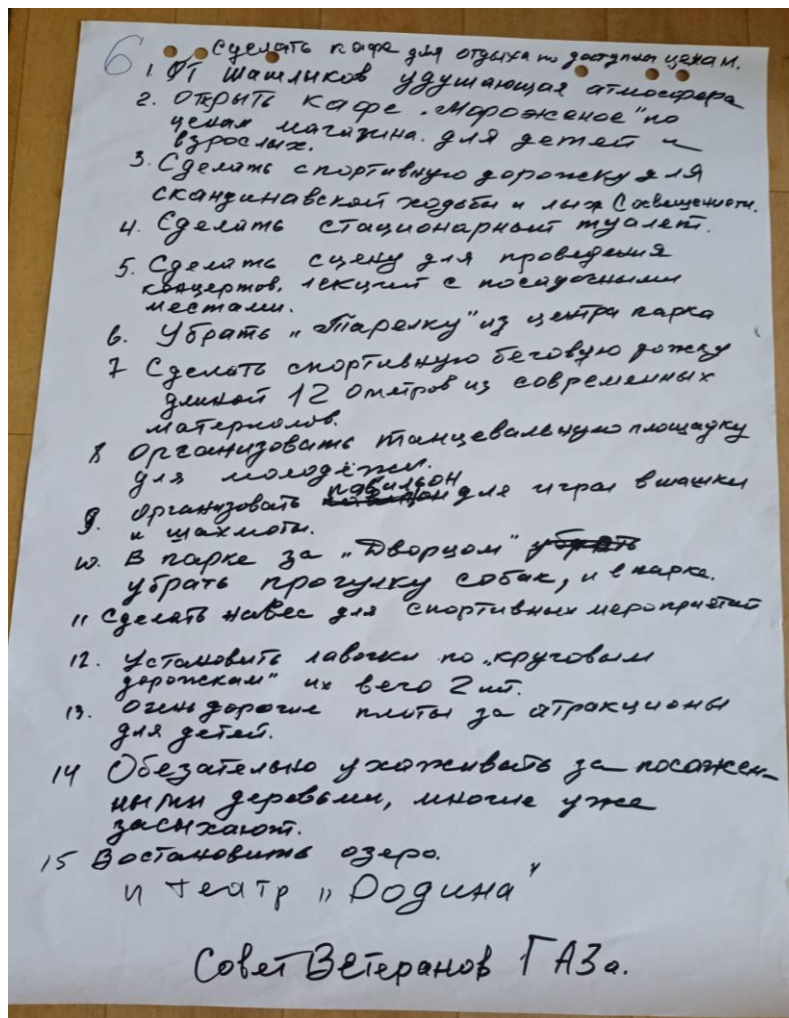 6
Сделать кафе для отдыха по доступным ценам.
1. От шашлыков удушающая атмосфера
2. Открыть кафе „Мороженое" по
ценам магазина. для детей и
взрослых.
3. Сделать спортивную дорожку для
скандинавской ходьбы и лыж (освещением.
4. Сделать стационарный туалет.
5. Сделать сцену для проведения
концертов, лекций с посадочными
местами.
6. Убрать „Тарелку" из центра парка
7 Сделать спортивную беговую дожку
длиной 120метров из современных
материалов.
8 Организовать танцевальную площадку
для молодёжи.
9. Организовать павильон для игры в шашки
и шахматы.
10. В парке за „Дворцом"
убрать прогулку собак, и в парке.
11 Сделать навес для спортивных мероприятий
12. Установить лавочки по „круговым
дорожкам" их всего 2 шт.
13. Очень дорогие платы за атракционы
для детей.
14 Обезательно ухаживать за посажен-
ными деревьями, многие уже
засыхают.
15 Востановить озеро.
и театр „Родина"
Совет Ветеранов ГАЗа.